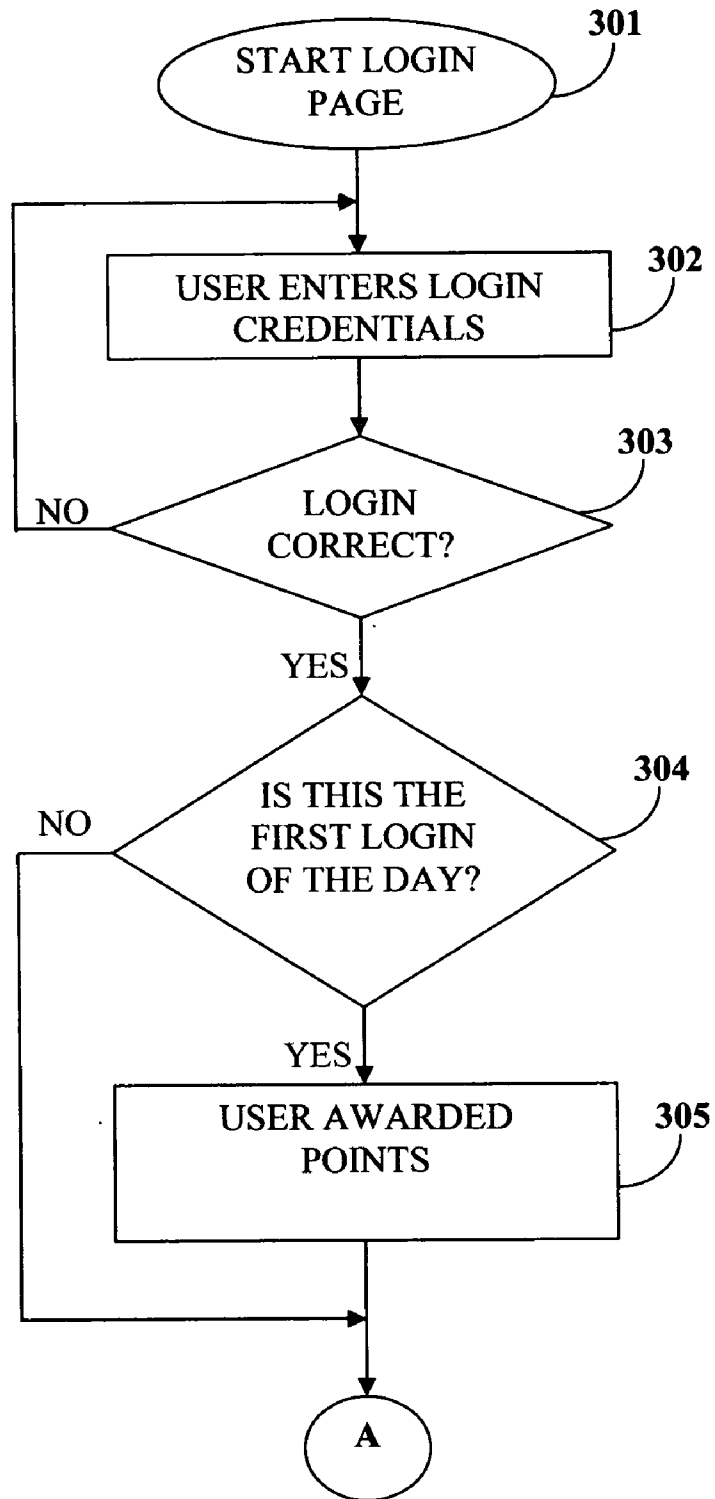 301
START LOGIN
PAGE
302
USER ENTERS LOGIN
CREDENTIALS
303
LOGIN
CORRECT?
NO
YES
304
IS THIS THE
FIRST LOGIN
OF THE DAY?
NO
YES
305
USER AWARDED
POINTS
A